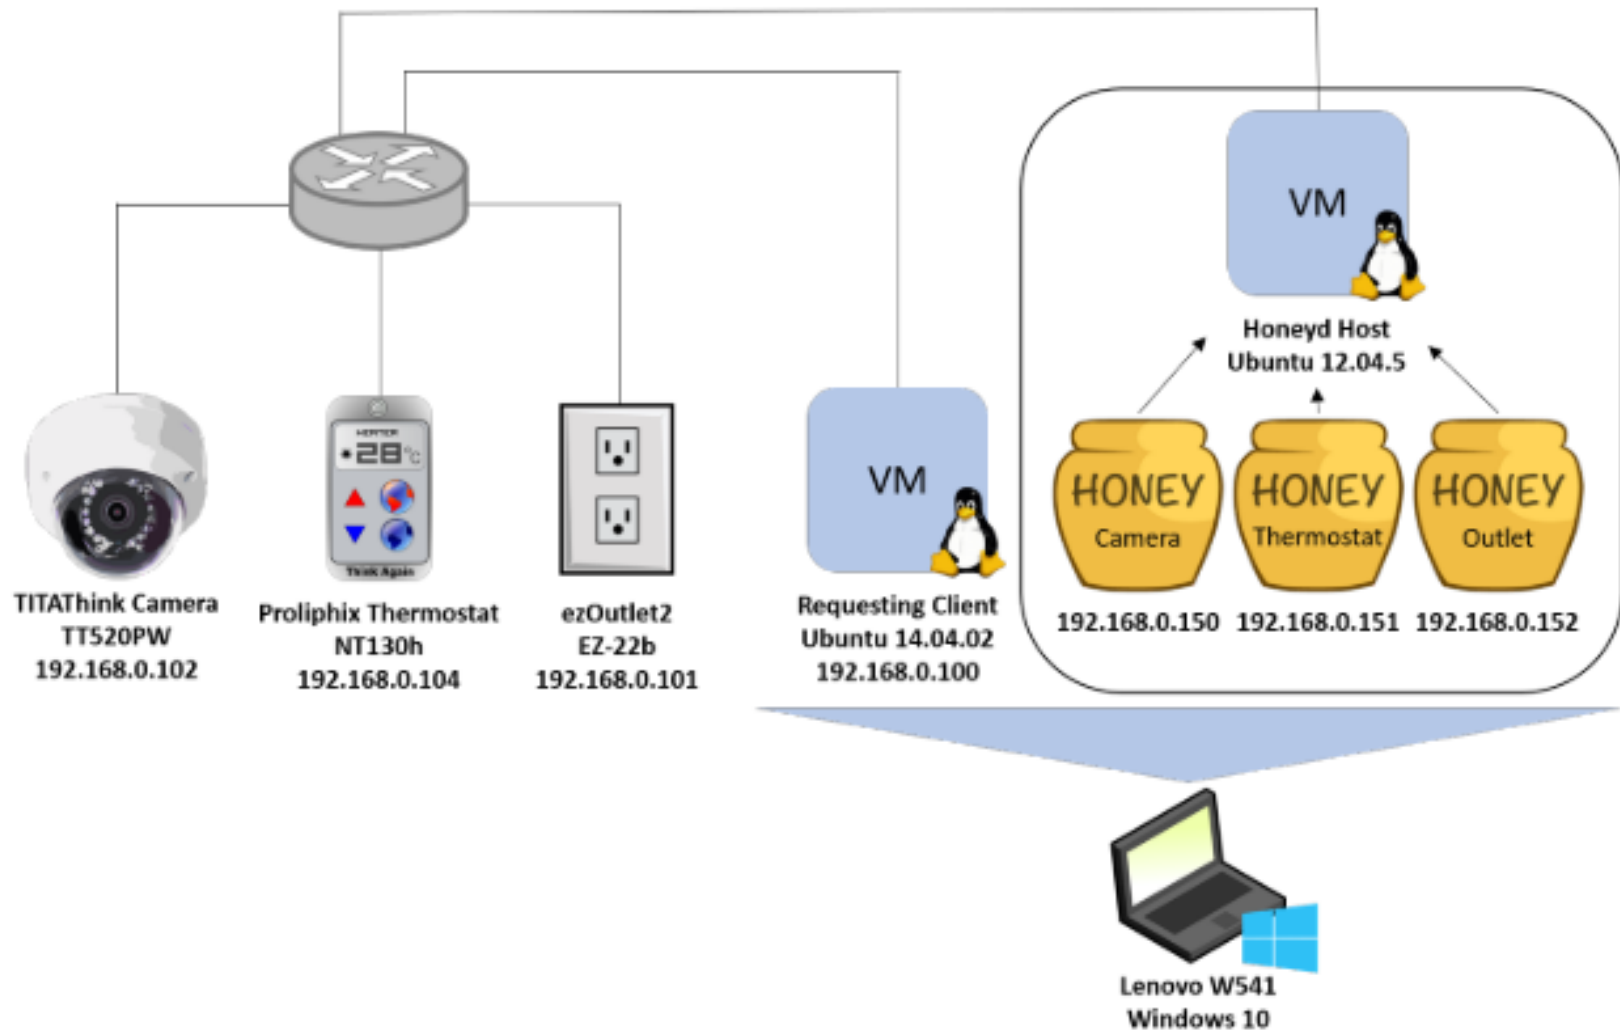 VM
Honeyd Host
Ubuntu 12.04.5
HONEY
Camera
192.168.0.150
HONEY
Thermostat
192.168.0.151
HONEY
Outlet
192.168.0.152
TITAThink Camera
TT520PW
192.168.0.102
HEATER
28°C
Think Again
Proliphix Thermostat
NT130h
192.168.0.104
ezOutlet2
EZ-22b
192.168.0.101
VM
Requesting Client
Ubuntu 14.04.02
192.168.0.100
Lenovo W541
Windows 10